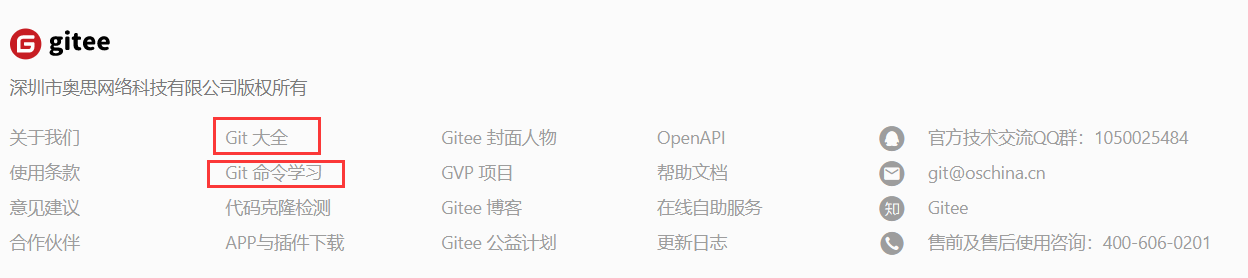 gitee
深圳市奥思网络科技有限公司版权所有
关于我们 Git 大全 Gitee 封面人物 OpenAPI 官方技术交流QQ群：1050025484
使用条款 Git 命令学习 GVP 项目 帮助文档 git@oschina.cn
意见建议 代码克隆检测 Gitee 博客 在线自助服务 知 Gitee
合作伙伴 APP与插件下载 Gitee 公益计划 更新日志 售前及售后使用咨询：400-606-0201